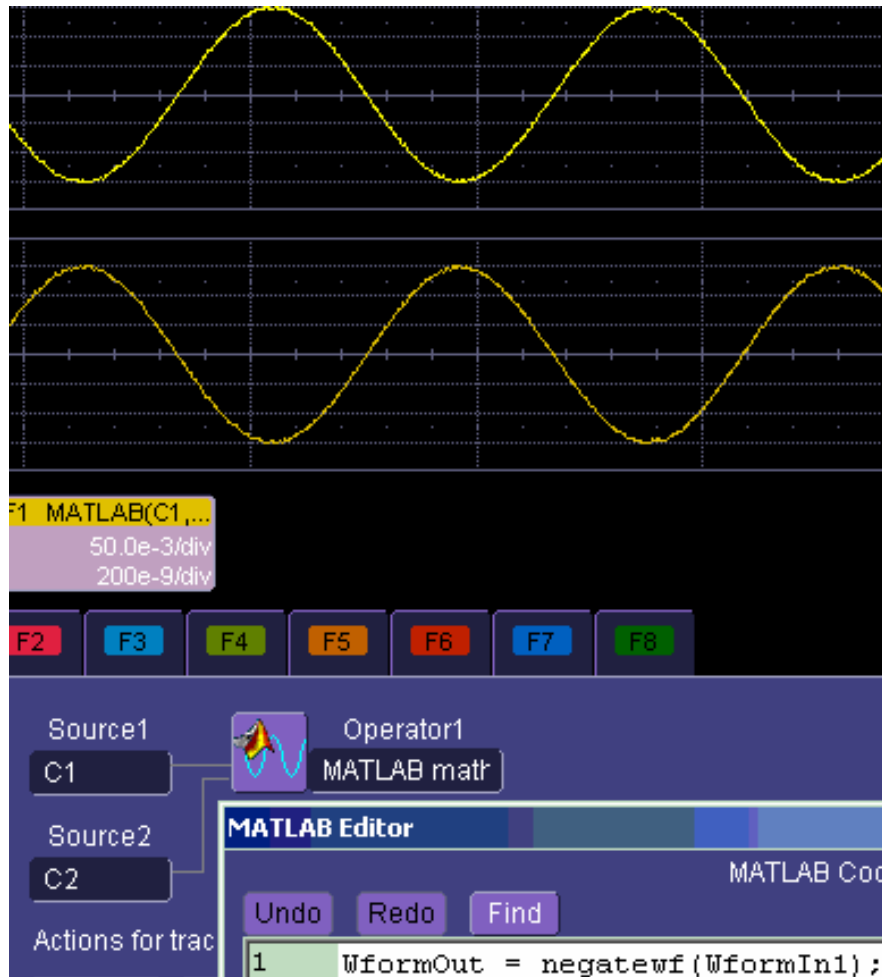 F1 MATLAB(C1,...
50.0e-3/div
200e-9/div
F2 F3 F4 F5 F6 F7 F8
Source1
Operator1
C1
MATLAB math
Source2
MATLAB Editor
C2
MATLAB Cod
Undo Redo Find
Actions for trac
1 WformOut = negatewf(WformIn1);